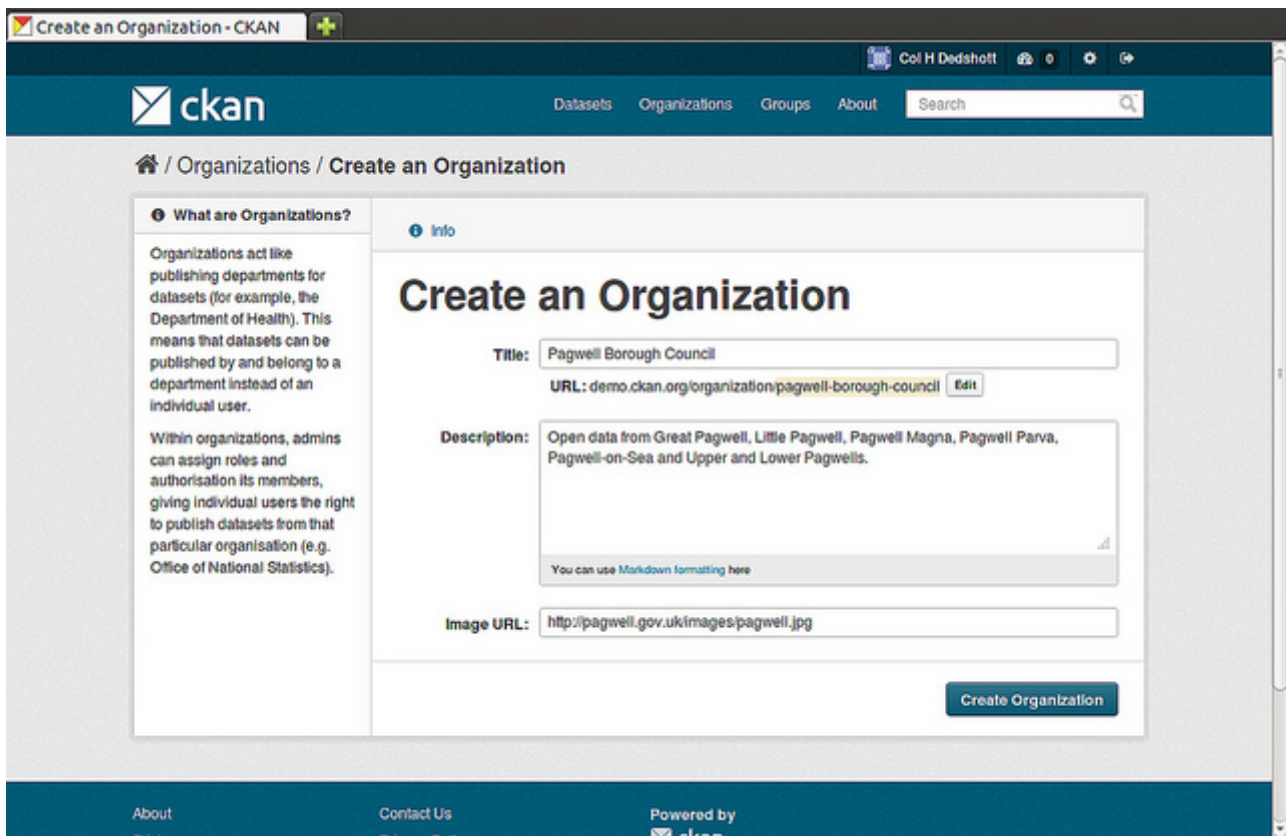 Create an Organization - CKAN
Col H Dedshott 0
ckan
Datasets Organizations Groups About Search
/ Organizations / Create an Organization
What are Organizations?
Organizations act like
publishing departments for
datasets (for example, the
Department of Health). This
means that datasets can be
published by and belong to a
department instead of an
individual user.
Within organizations, admins
can assign roles and
authorisation its members,
giving individual users the right
to publish datasets from that
particular organisation (e.g.
Office of National Statistics).
Info
Create an Organization
Title: Pagwell Borough Council
URL: demo.ckan.org/organization/pagwell-borough-council Edit
Description: Open data from Great Pagwell, Little Pagwell, Pagwell Magna, Pagwell Parva,
Pagwell-on-Sea and Upper and Lower Pagwells.
You can use Markdown formatting here
Image URL: http://pagwell.gov.uk/images/pagwell.jpg
Create Organization
About Contact Us Powered by
ckan